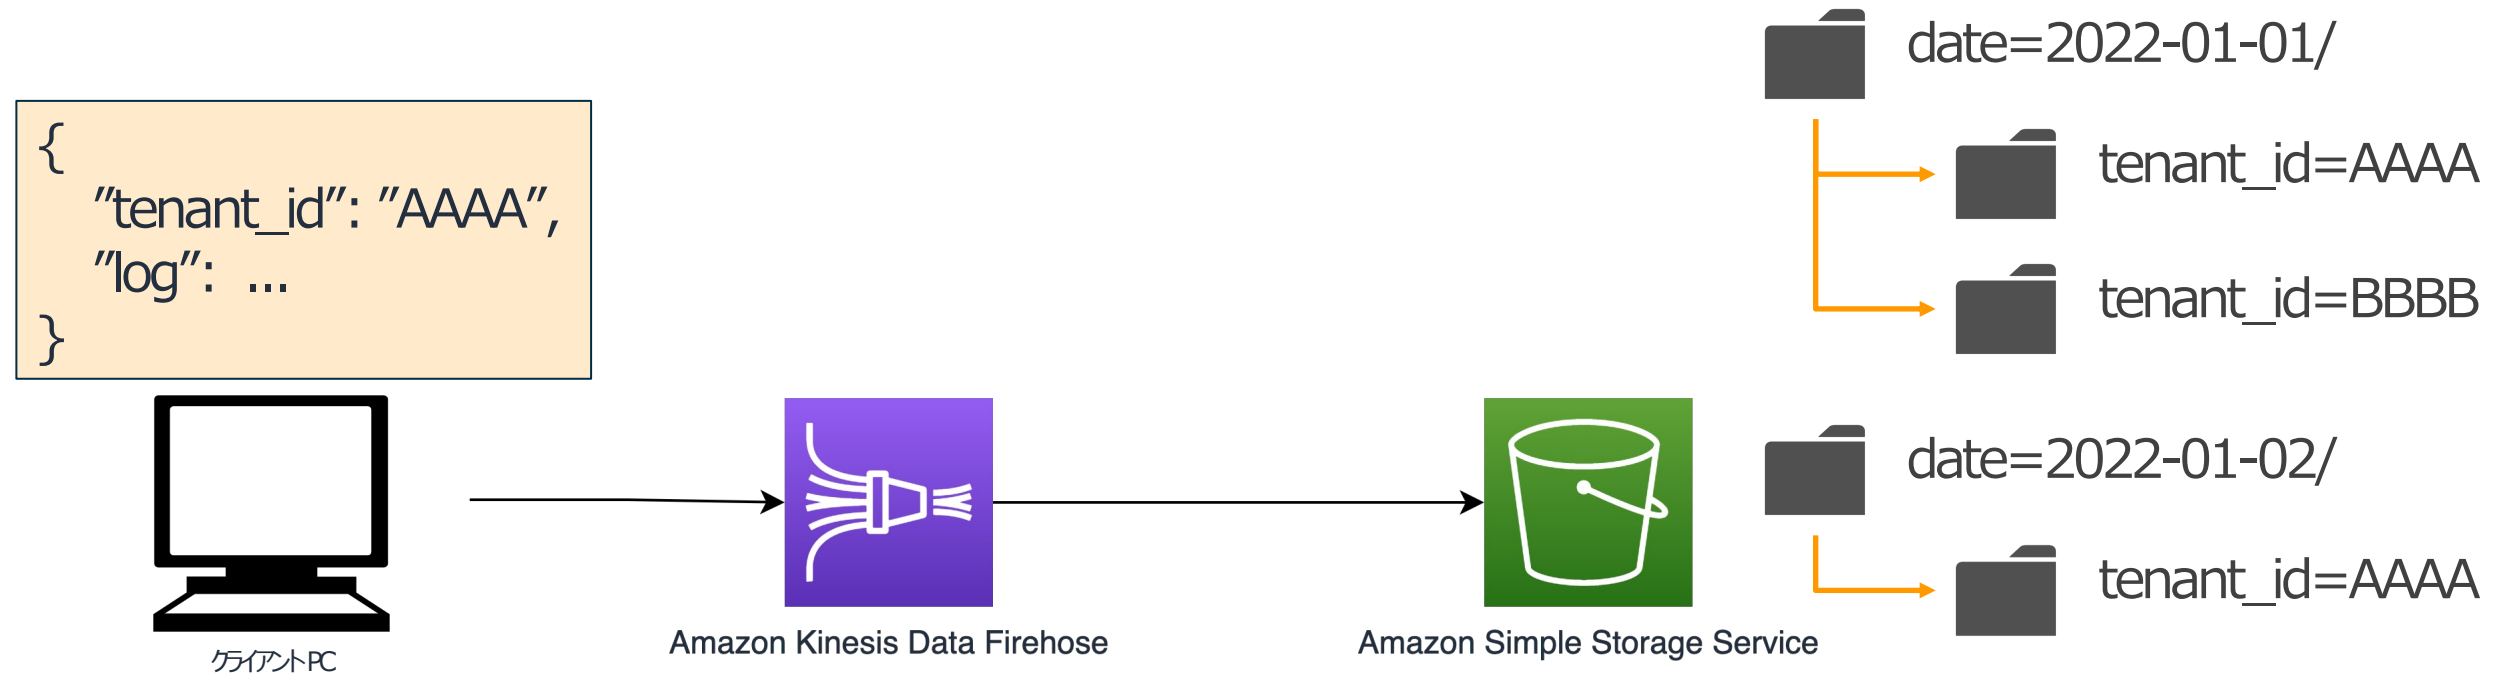 {
"tenant_id": "AAAA",
"log": ...
}
クライアントPC
Amazon Kinesis Data Firehose
Amazon Simple Storage Service
date=2022-01-01/
tenant_id=AAAA
tenant_id=BBBB
date=2022-01-02/
tenant_id=AAAA